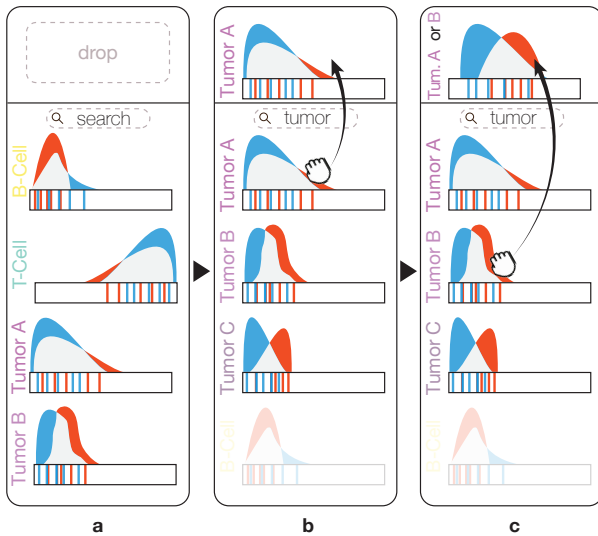 drop
search
B-Cell
T-Cell
Tumor A
Tumor B
a
Tumor A
tumor
Tumor A
Tumor B
Tumor C
B-Cell
b
Tum. A or B
tumor
Tumor A
Tumor B
Tumor C
B-Cell
c